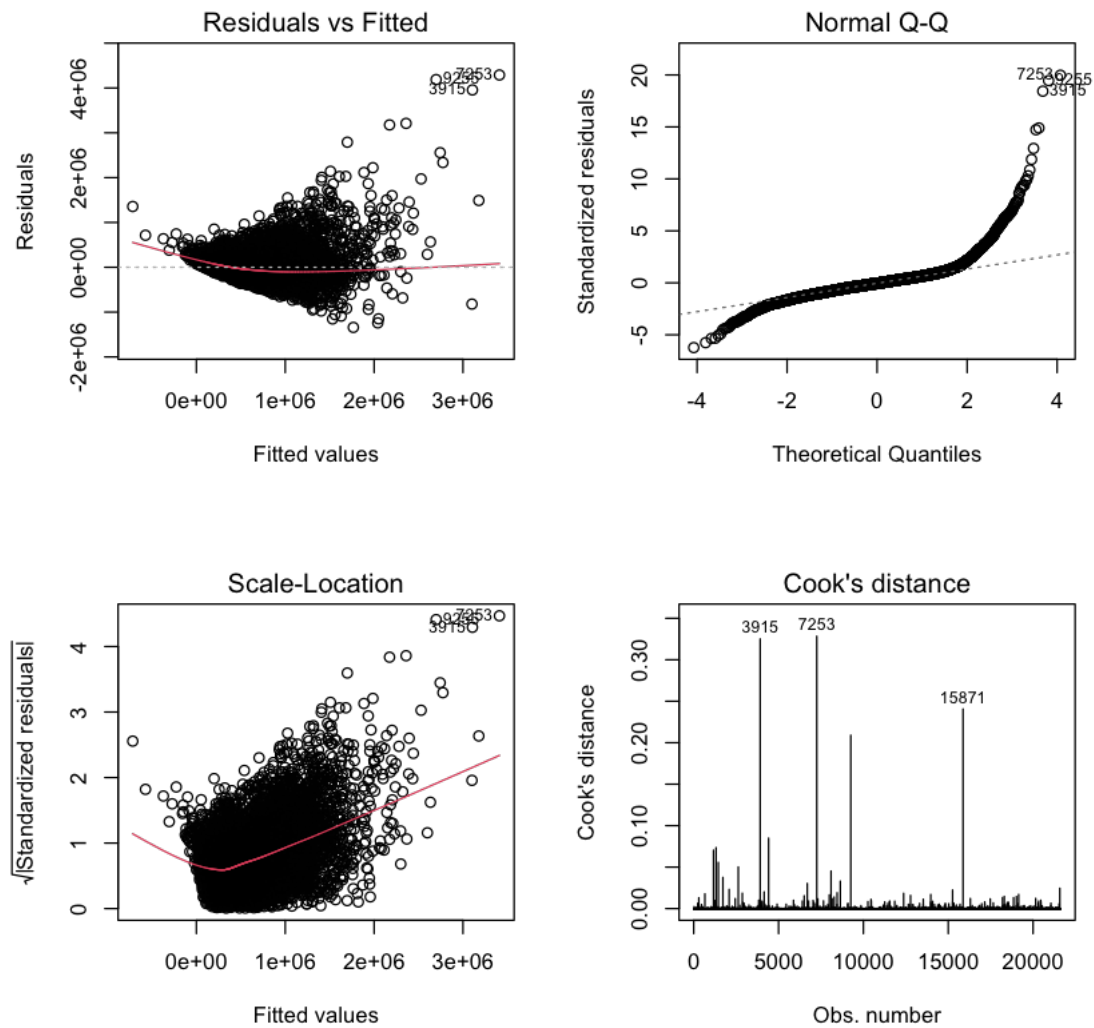 Residuals vs Fitted
Residuals
-2e+06 0e+00 2e+06 4e+06
7253
9255
3915
0e+00 1e+06 2e+06 3e+06
Fitted values
Normal Q-Q
Standardized residuals
-5 0 5 10 15 20
7253
9255
3915
-4 -2 0 2 4
Theoretical Quantiles
Scale-Location
√|Standardized residuals|
0 1 2 3 4
7253
9255
3915
0e+00 1e+06 2e+06 3e+06
Fitted values
Cook's distance
Cook's distance
0.00 0.10 0.20 0.30
3915
7253
15871
0 5000 10000 15000 20000
Obs. number